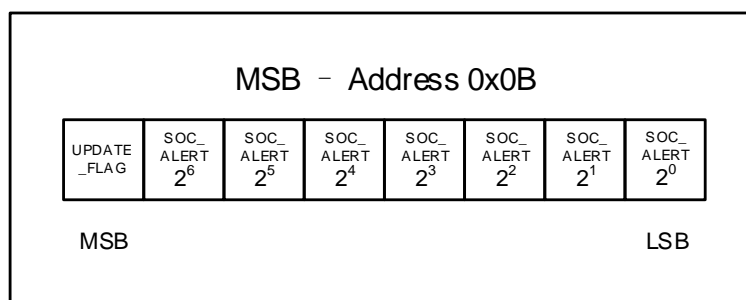 MSB – Address 0x0B
UPDATE
_FLAG
SOC_
ALERT
2^6
SOC_
ALERT
2^5
SOC_
ALERT
2^4
SOC_
ALERT
2^3
SOC_
ALERT
2^2
SOC_
ALERT
2^1
SOC_
ALERT
2^0
MSB
LSB